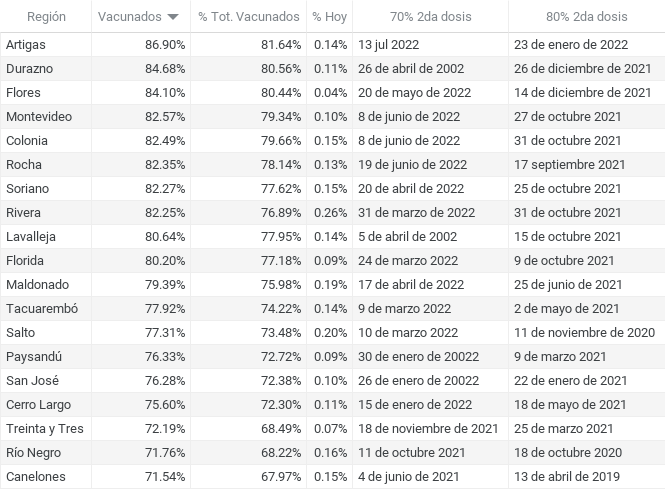 Región Vacunados % Tot. Vacunados % Hoy 70% 2da dosis 80% 2da dosis
Artigas 86.90% 81.64% 0.14% 13 jul 2022 23 de enero de 2022
Durazno 84.68% 80.56% 0.11% 26 de abril de 2002 26 de diciembre de 2021
Flores 84.10% 80.44% 0.04% 20 de mayo de 2022 14 de diciembre de 2021
Montevideo 82.57% 79.34% 0.10% 8 de junio de 2022 27 de octubre 2021
Colonia 82.49% 79.66% 0.15% 8 de junio de 2022 31 de octubre 2021
Rocha 82.35% 78.14% 0.13% 19 de junio de 2022 17 septiembre 2021
Soriano 82.27% 77.62% 0.15% 20 de abril de 2022 25 de octubre 2021
Rivera 82.25% 76.89% 0.26% 31 de marzo de 2022 31 de octubre 2021
Lavalleja 80.64% 77.95% 0.14% 5 de abril de 2002 15 de octubre 2021
Florida 80.20% 77.18% 0.09% 24 de marzo 2022 9 de octubre 2021
Maldonado 79.39% 75.98% 0.19% 17 de abril de 2022 25 de junio de 2021
Tacuarembó 77.92% 74.22% 0.14% 9 de marzo 2022 2 de mayo de 2021
Salto 77.31% 73.48% 0.20% 10 de marzo 2022 11 de noviembre de 2020
Paysandú 76.33% 72.72% 0.09% 30 de enero de 20022 9 de marzo 2021
San José 76.28% 72.38% 0.10% 26 de enero de 20022 22 de enero de 2021
Cerro Largo 75.60% 72.30% 0.11% 15 de enero de 2022 18 de mayo de 2021
Treinta y Tres 72.19% 68.49% 0.07% 18 de noviembre de 2021 25 de marzo 2021
Río Negro 71.76% 68.22% 0.16% 11 de octubre 2021 18 de octubre 2020
Canelones 71.54% 67.97% 0.15% 4 de junio de 2021 13 de abril de 2019